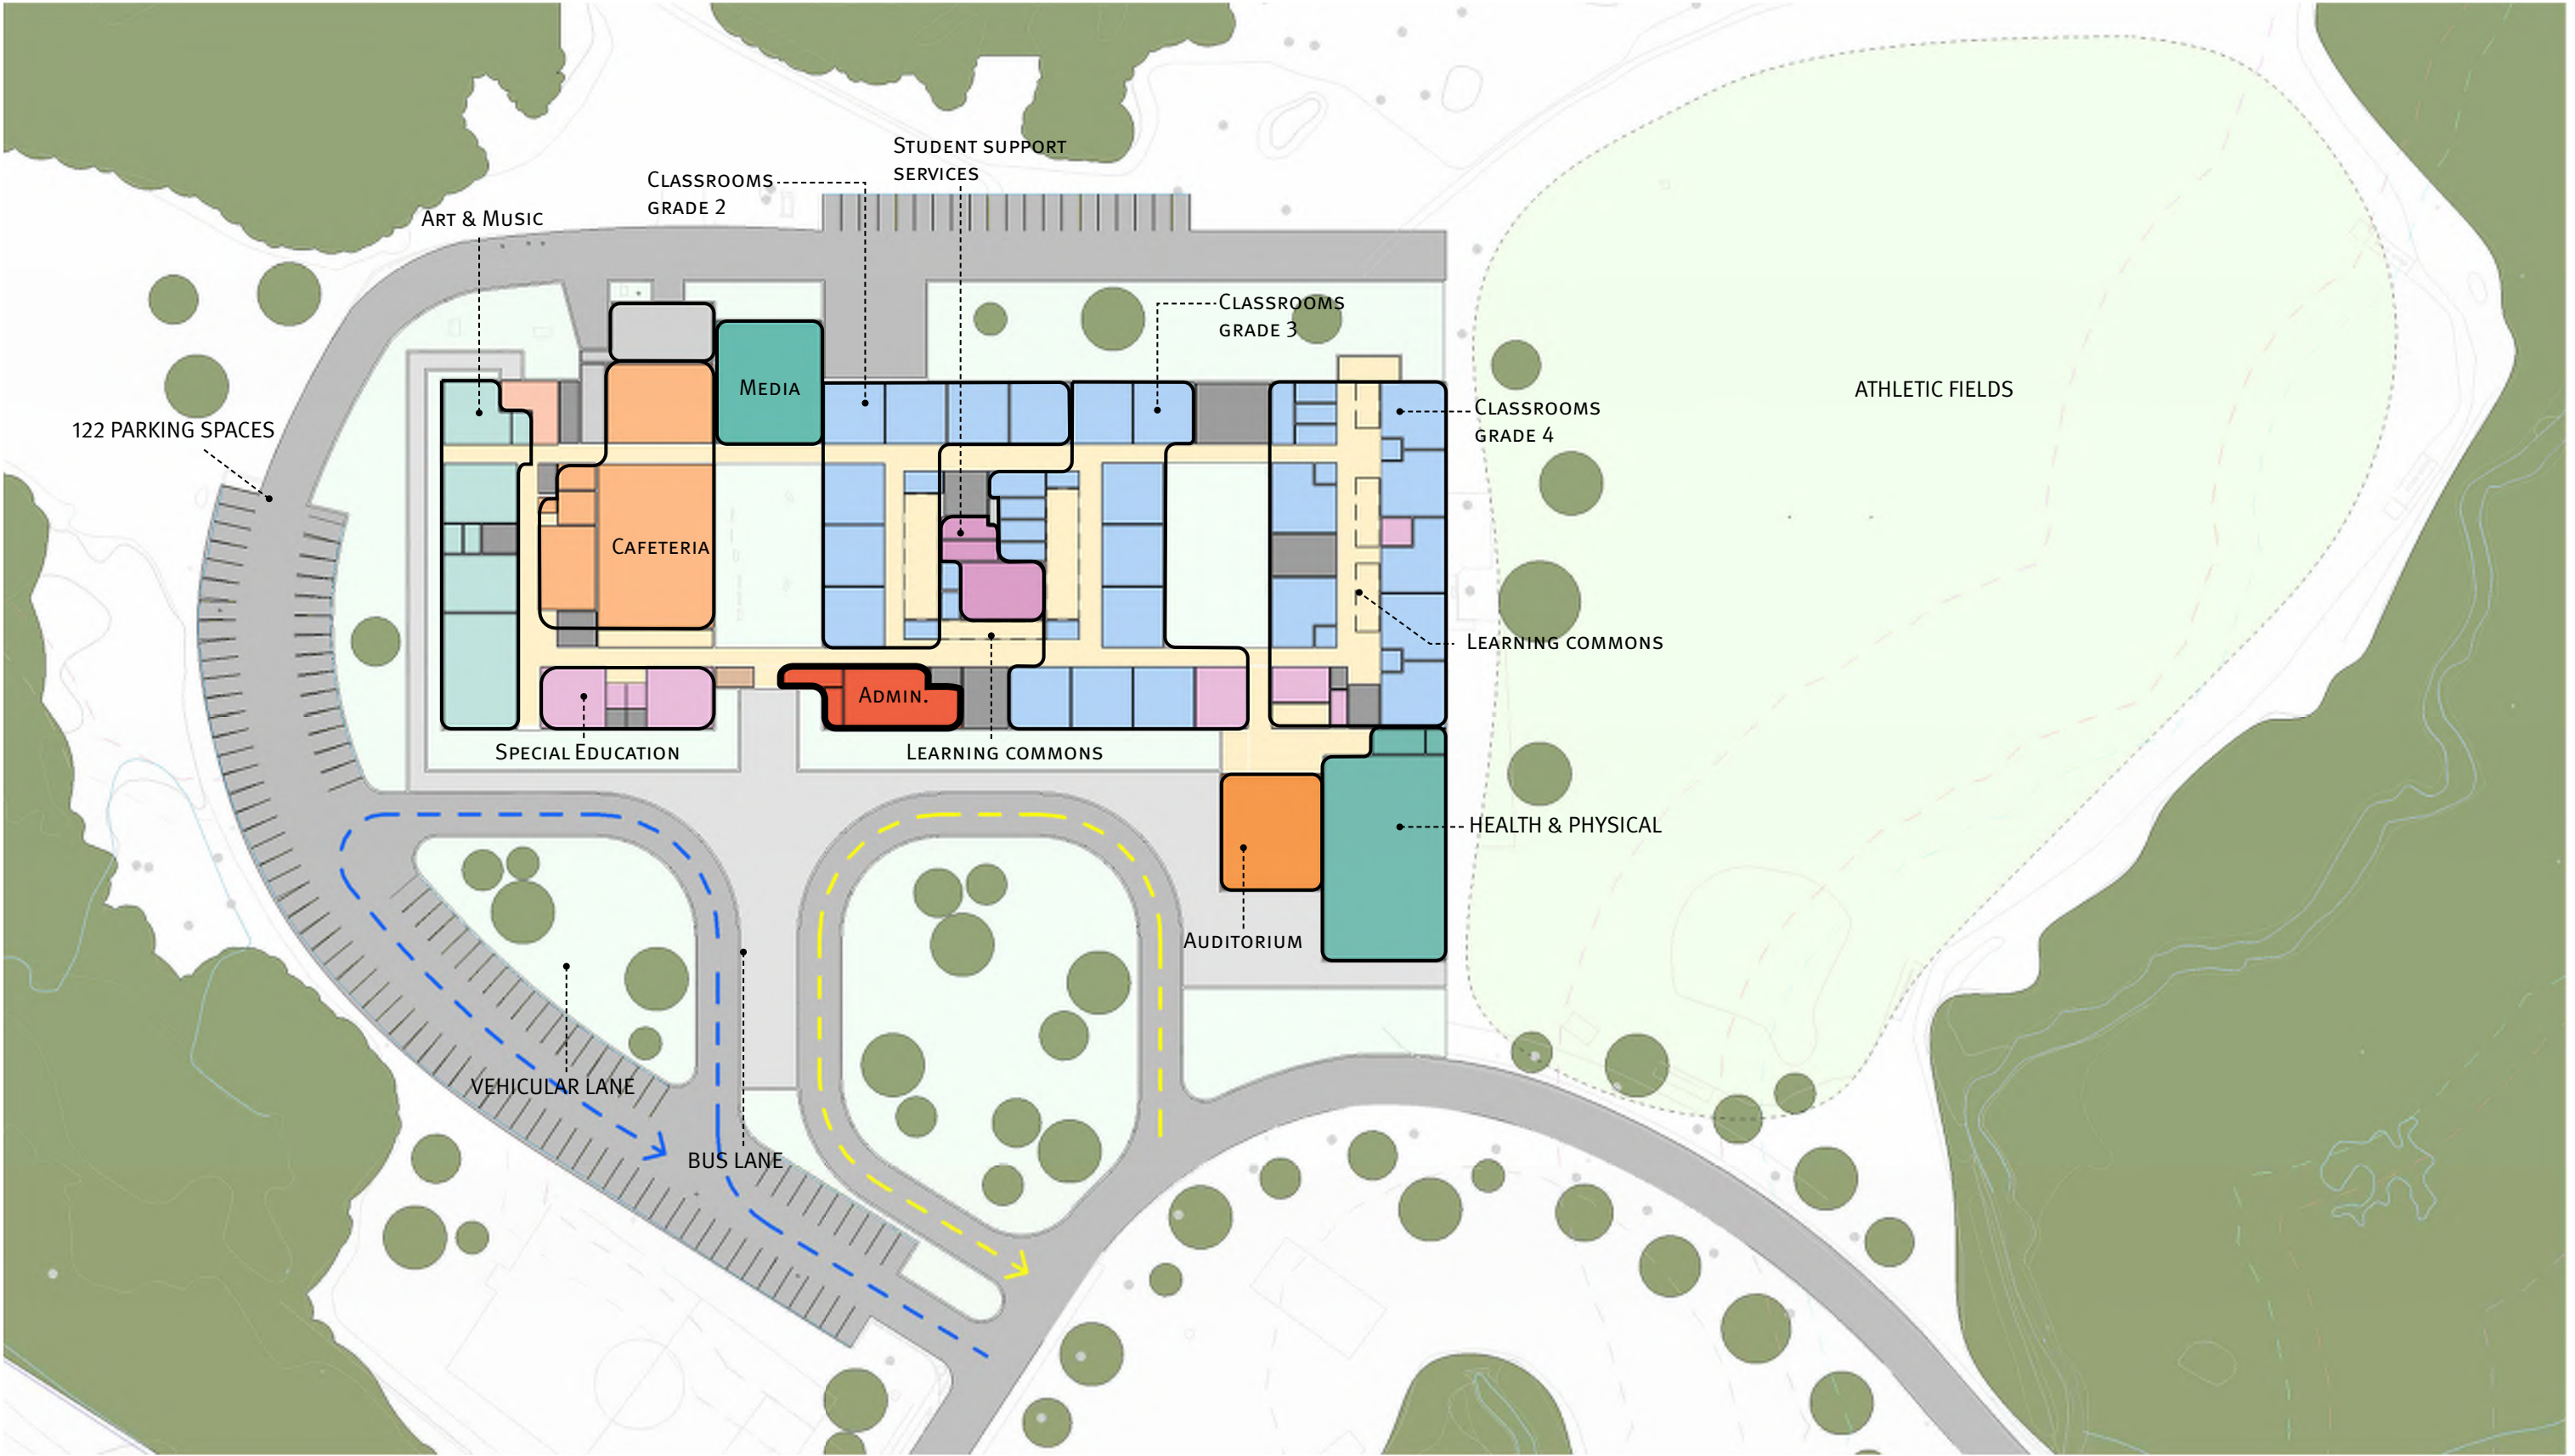 Student support
services
Classrooms
grade 2
Art & Music
Classrooms
grade 3
Media
ATHLETIC FIELDS
Classrooms
grade 4
122 PARKING SPACES
Cafeteria
Learning commons
Admin.
Special Education
Learning commons
HEALTH & PHYSICAL
Auditorium
VEHICULAR LANE
BUS LANE